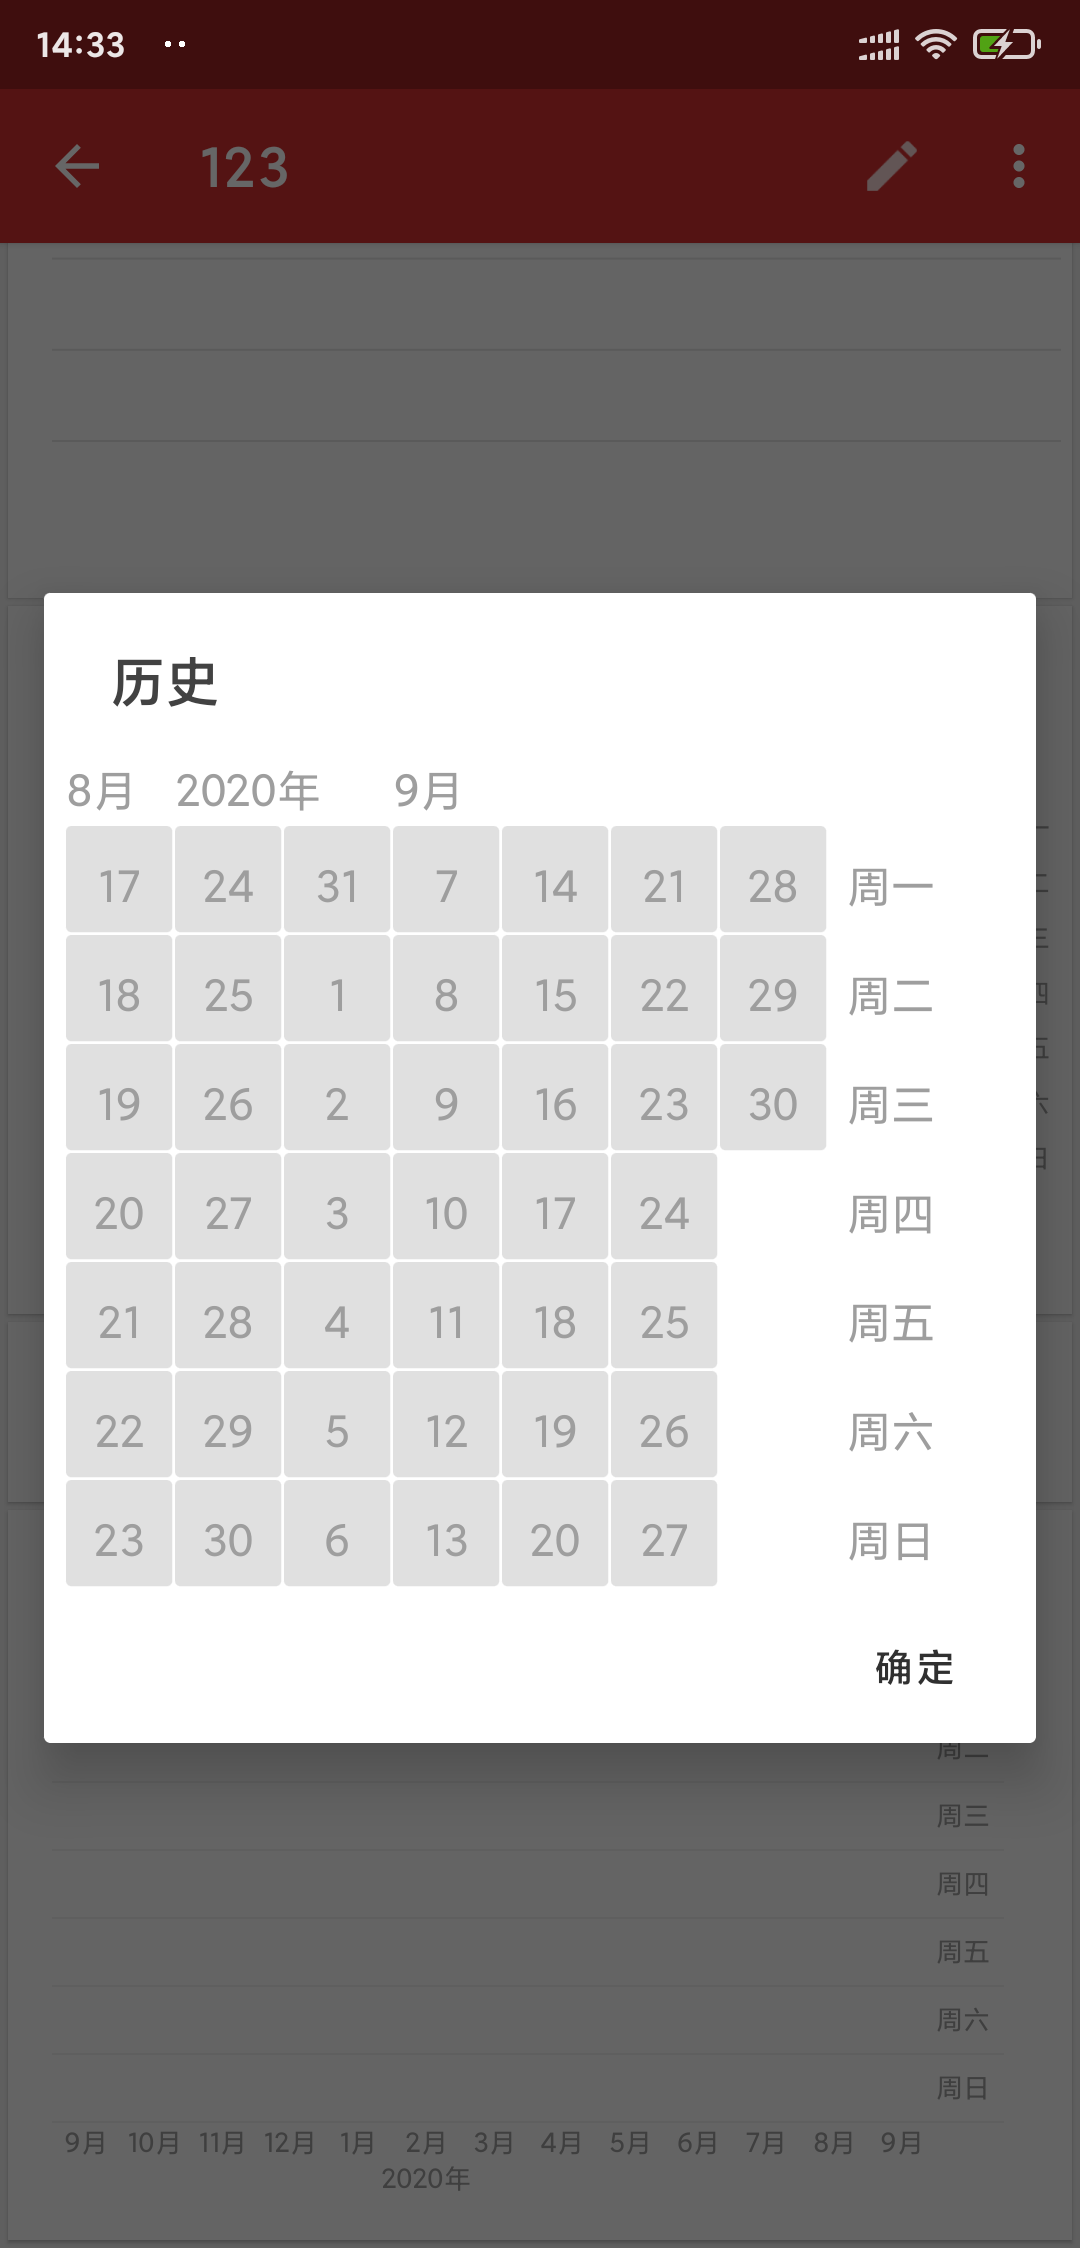 14:33
123
历史
8月 2020年 9月
17 24 31 7 14 21 28 周一
18 25 1 8 15 22 29 周二
19 26 2 9 16 23 30 周三
20 27 3 10 17 24 周四
21 28 4 11 18 25 周五
22 29 5 12 19 26 周六
23 30 6 13 20 27 周日
确定
周三
周四
周五
周六
周日
9月 10月 11月 12月 1月 2月 3月 4月 5月 6月 7月 8月 9月
2020年